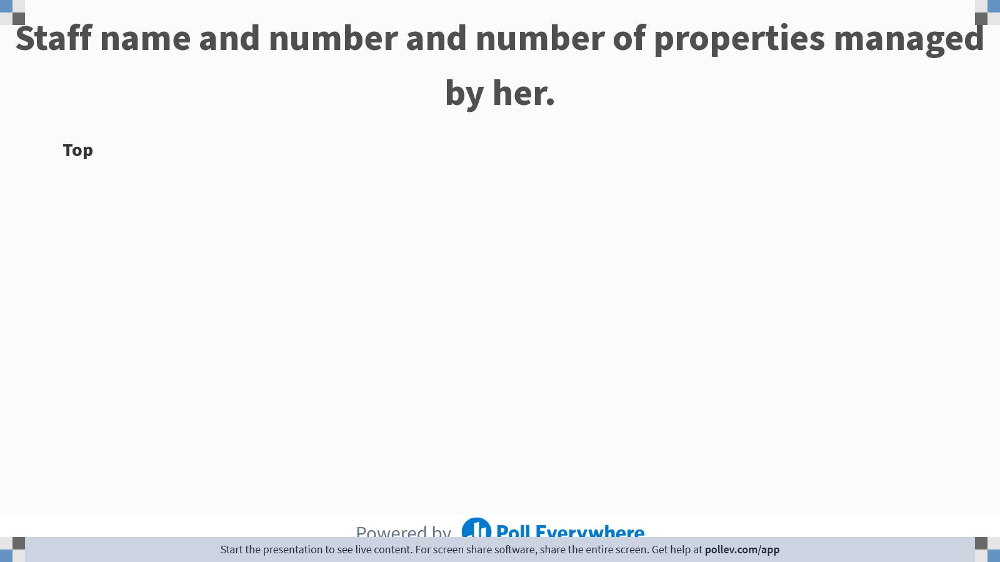 Staff name and number and number of properties managed
by her.
Top
Powered by Poll Everywhere
Start the presentation to see live content. For screen share software, share the entire screen. Get help at pollev.com/app